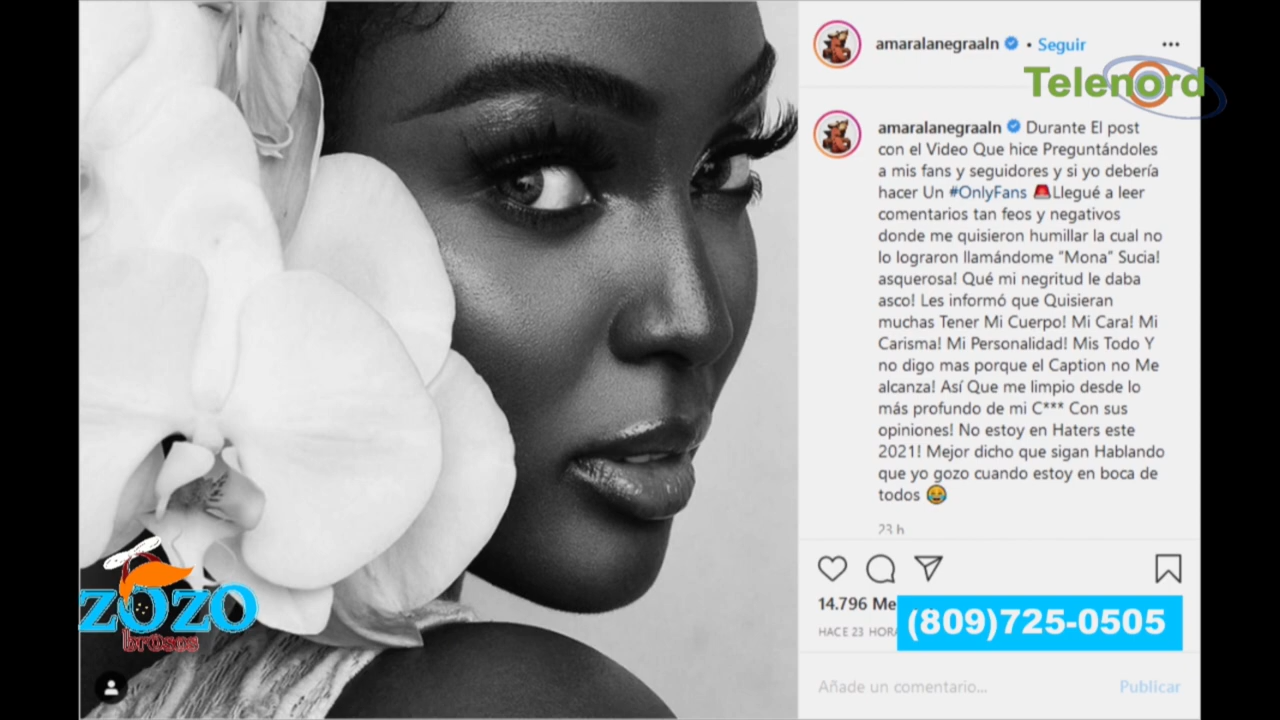 amaralanegraaln • Seguir
Telenord
amaralanegraaln Durante El post
con el Video Que hice Preguntándoles
a mis fans y seguidores y si yo debería
hacer Un #OnlyFans 🚨Llegué a leer
comentarios tan feos y negativos
donde me quisieron humillar la cual no
lo lograron llamándome "Mona" Sucia!
asquerosa! Qué mi negritud le daba
asco! Les informó que Quisieran
muchas Tener Mi Cuerpo! Mi Cara! Mi
Carisma! Mi Personalidad! Mis Todo Y
no digo mas porque el Caption no Me
alcanza! Así Que me limpio desde lo
más profundo de mi C*** Con sus
opiniones! No estoy en Haters este
2021! Mejor dicho que sigan Hablando
que yo gozo cuando estoy en boca de
todos 😂
23 h
14.796 Me
(809)725-0505
HACE 23 HORA
Añade un comentario... Publicar
ZOZO
brosos